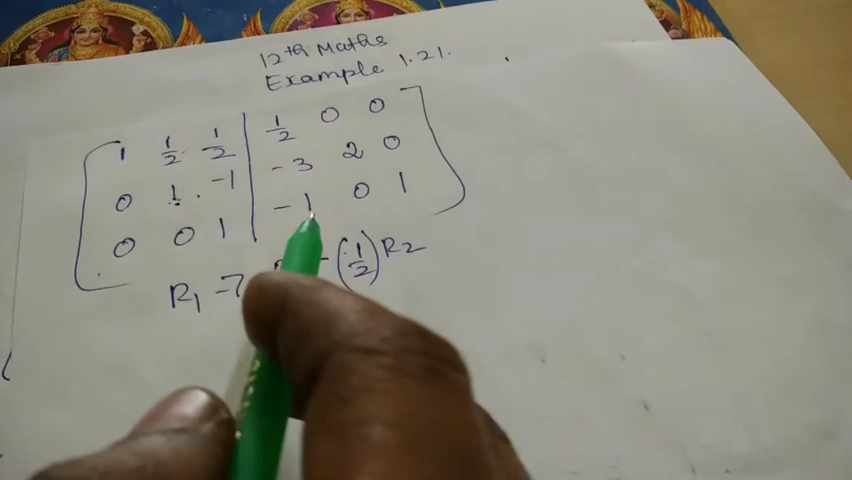 12th Maths
Example 1.21.
1 1/2 1/2 | 1/2 0 0
0 1 -1 | -3 2 0
0 0 1 | -1 0 1
R1 → - (1/2) R2